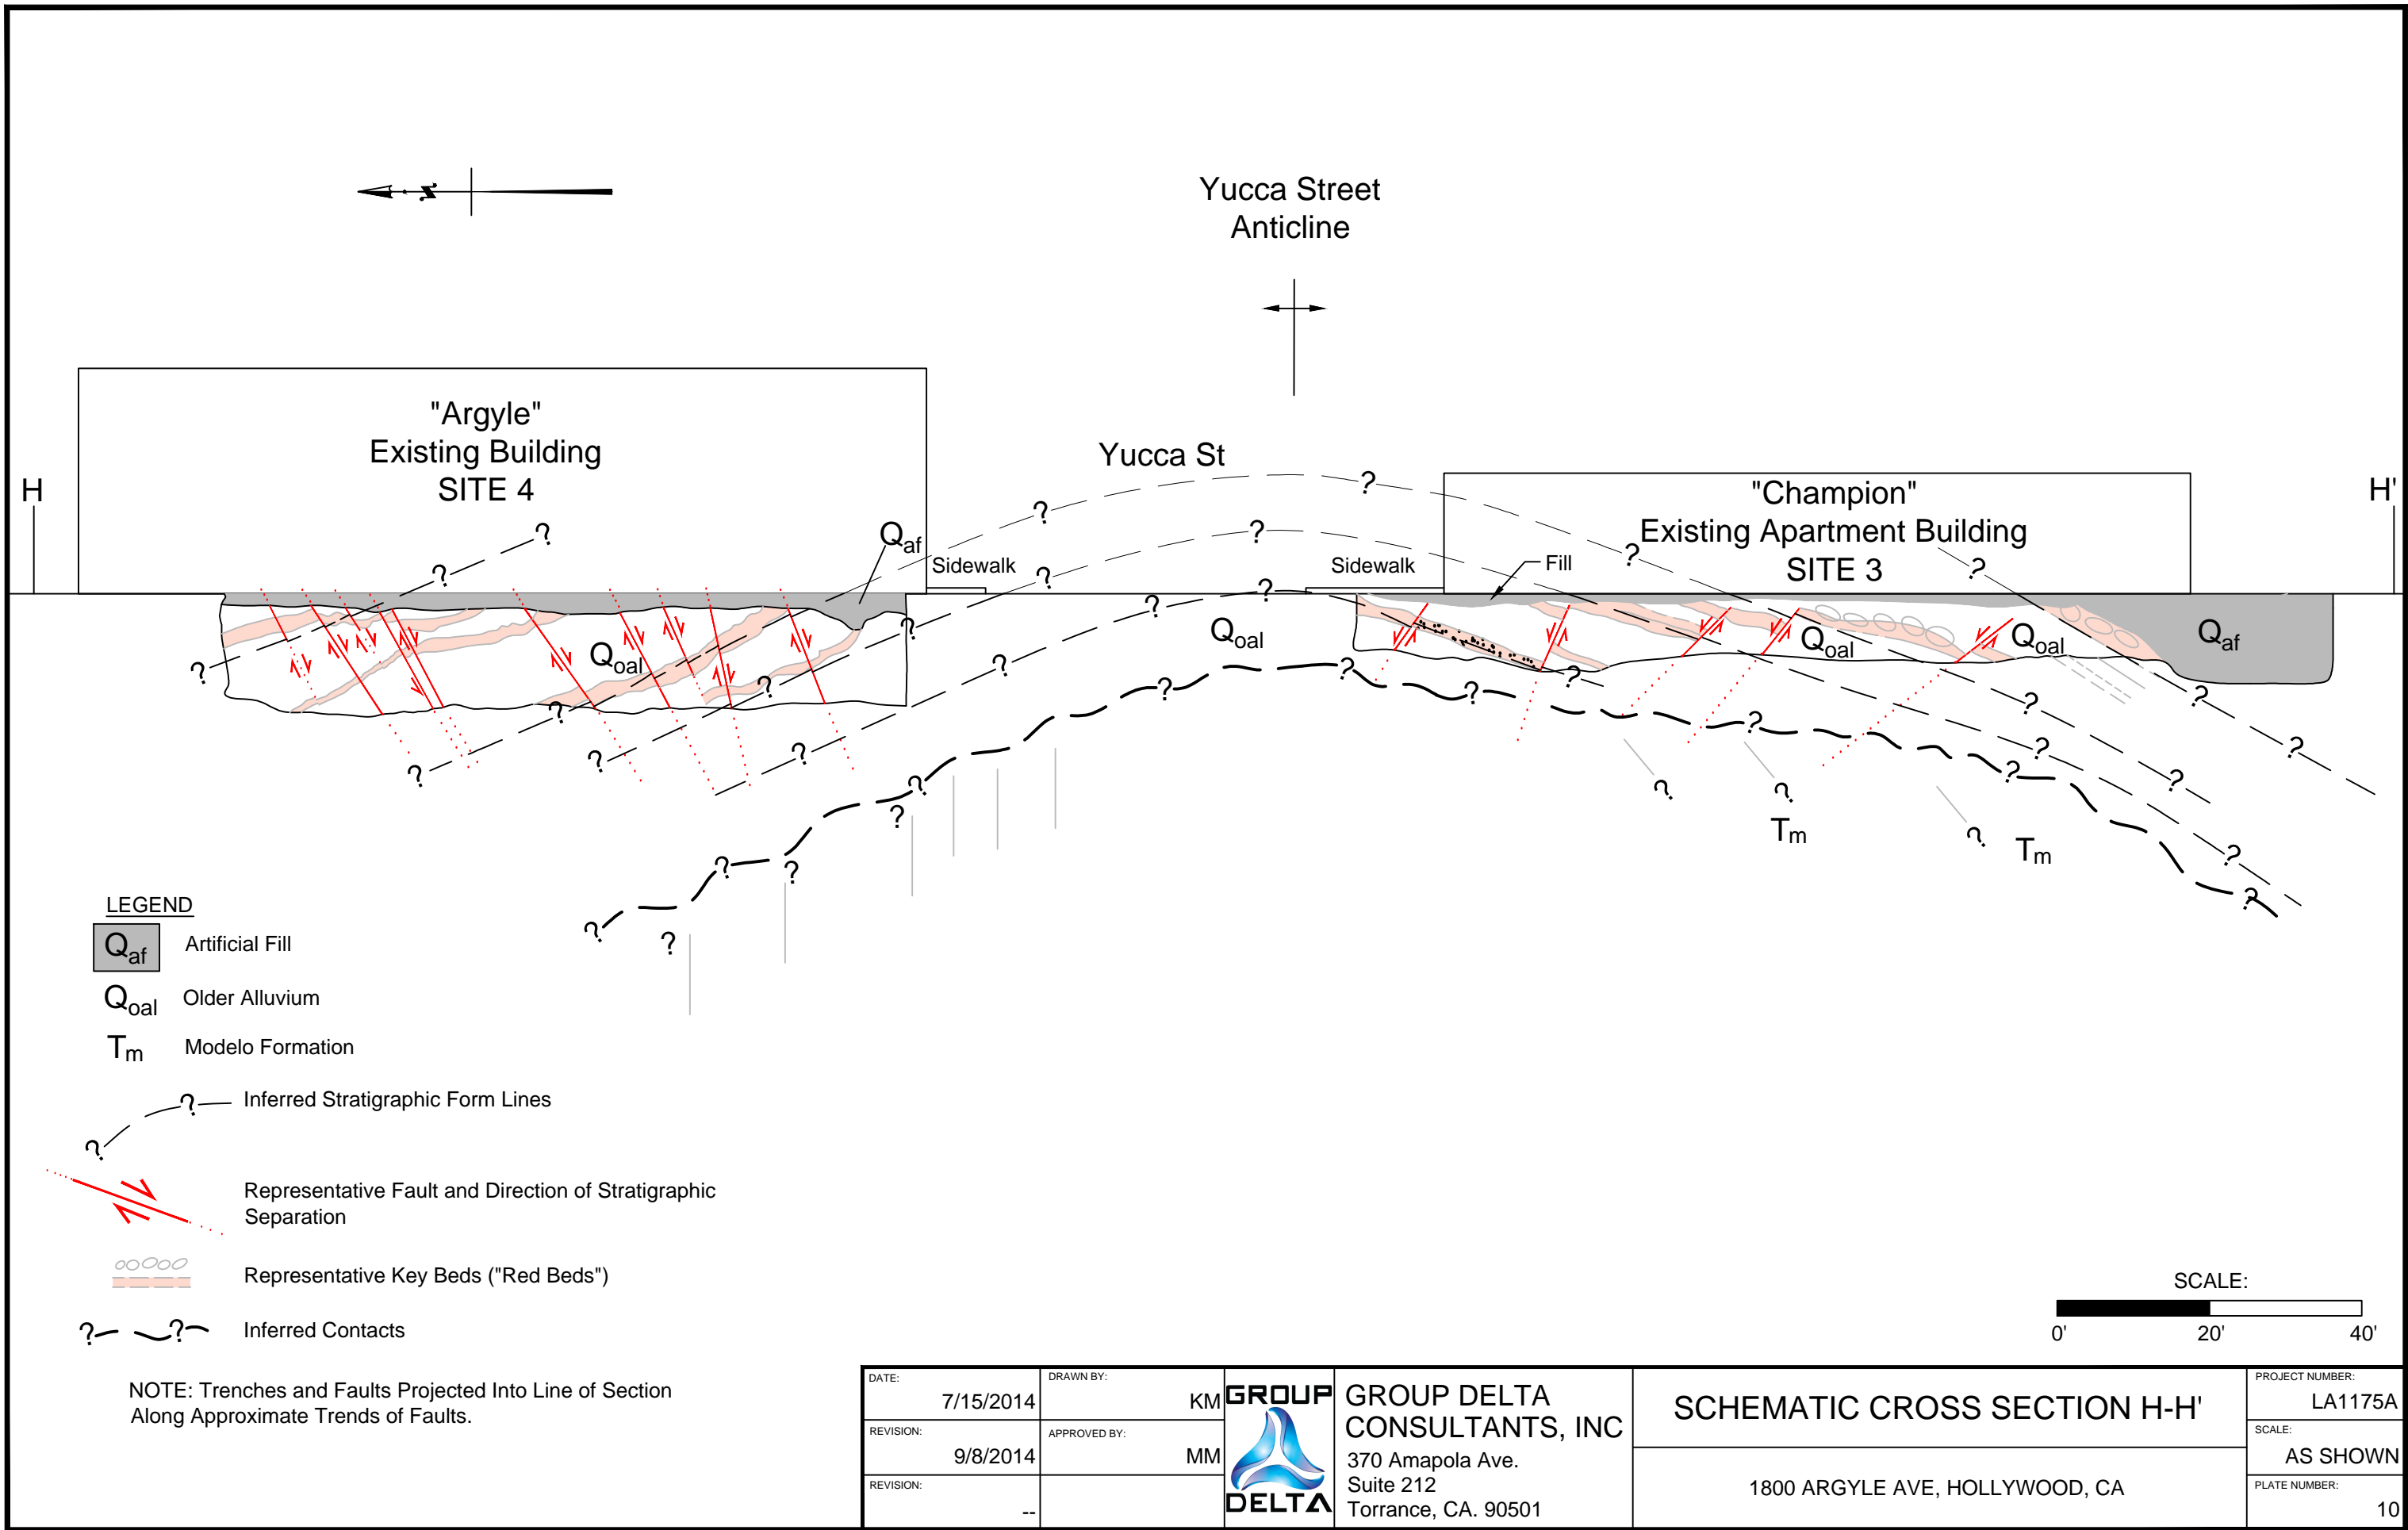 N
Yucca Street
Anticline
"Argyle"
Existing Building
SITE 4
Yucca St
"Champion"
Existing Apartment Building
SITE 3
H
H'
Qaf
Sidewalk
Sidewalk
Fill
Qoal
Qoal
Qoal
Qoal
Qaf
Tm
Tm
LEGEND
Qaf Artificial Fill
Qoal Older Alluvium
Tm Modelo Formation
? ? Inferred Stratigraphic Form Lines
Representative Fault and Direction of Stratigraphic
Separation
Representative Key Beds ("Red Beds")
? ? Inferred Contacts
NOTE: Trenches and Faults Projected Into Line of Section
Along Approximate Trends of Faults.
SCALE:
0' 20' 40'
DATE:
7/15/2014
DRAWN BY:
KM
REVISION:
9/8/2014
APPROVED BY:
MM
REVISION:
--
GROUP
DELTA
GROUP DELTA
CONSULTANTS, INC
370 Amapola Ave.
Suite 212
Torrance, CA. 90501
SCHEMATIC CROSS SECTION H-H'
1800 ARGYLE AVE, HOLLYWOOD, CA
PROJECT NUMBER:
LA1175A
SCALE:
AS SHOWN
PLATE NUMBER:
10